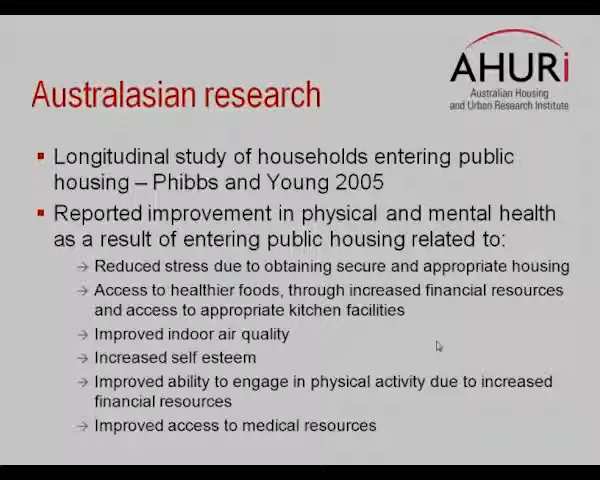 AHURi
Australian Housing
and Urban Research Institute
Australasian research
Longitudinal study of households entering public
housing – Phibbs and Young 2005
Reported improvement in physical and mental health
as a result of entering public housing related to:
Reduced stress due to obtaining secure and appropriate housing
Access to healthier foods, through increased financial resources
and access to appropriate kitchen facilities
Improved indoor air quality
Increased self esteem
Improved ability to engage in physical activity due to increased
financial resources
Improved access to medical resources